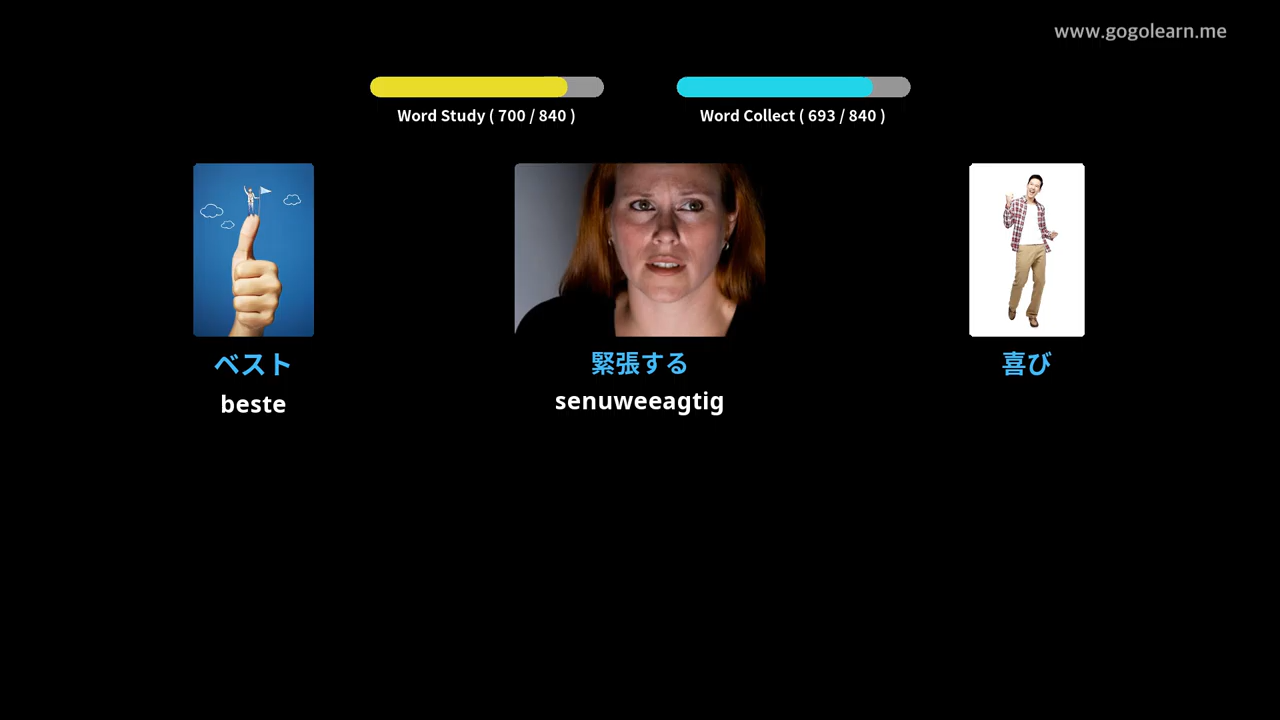 www.gogolearn.me
Word Study ( 700 / 840 )
Word Collect ( 693 / 840 )
ベスト
beste
緊張する
senuweeagtig
喜び